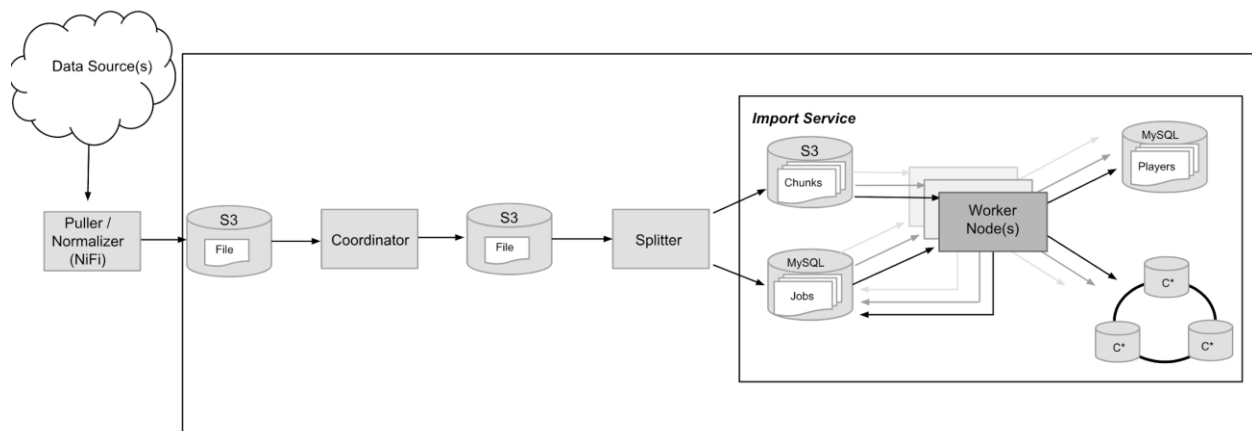 Data Source(s)
Puller /
Normalizer
(NiFi)
S3
File
Coordinator
S3
File
Splitter
Import Service
S3
Chunks
MySQL
Jobs
Worker
Node(s)
MySQL
Players
C*
C*
C*